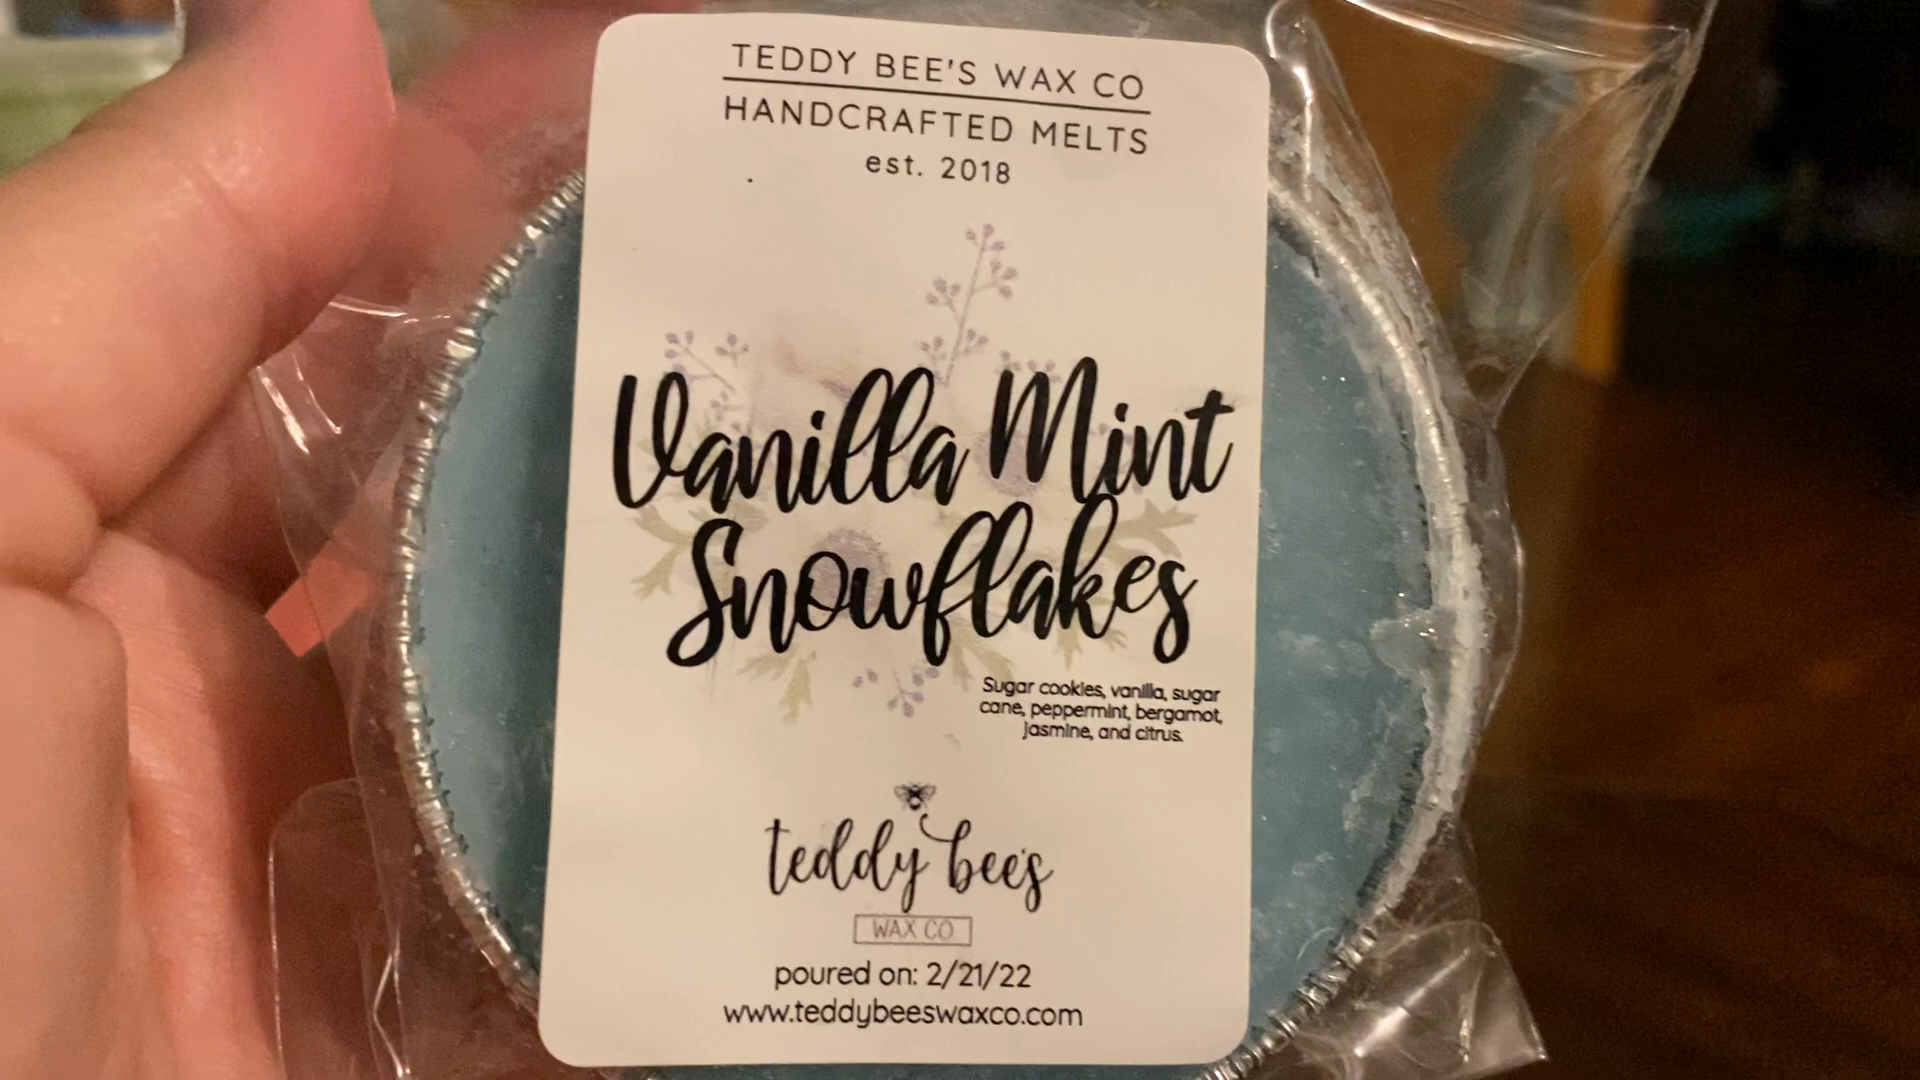 TEDDY BEE'S WAX CO
HANDCRAFTED MELTS
est. 2018
Vanilla Mint
Snowflakes
Sugar cookies, vanilla, sugar
cane, peppermint, bergamot,
jasmine, and citrus.
teddy bee's
WAX CO
poured on: 2/21/22
www.teddybeeswaxco.com